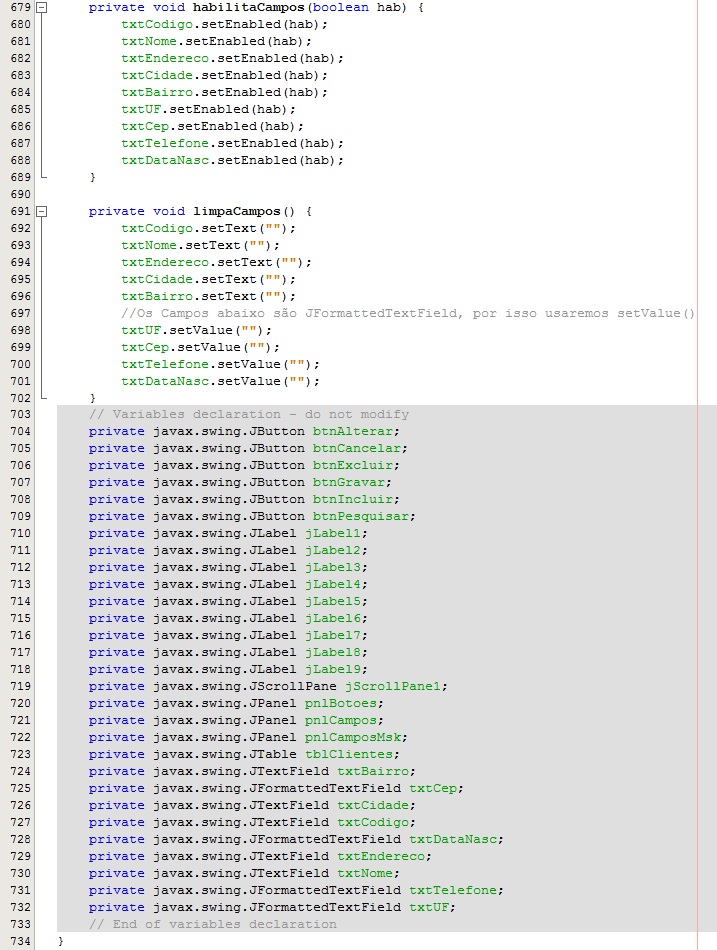 679 private void habilitaCampos(boolean hab) {
680 txtCodigo.setEnabled(hab);
681 txtNome.setEnabled(hab);
682 txtEndereco.setEnabled(hab);
683 txtCidade.setEnabled(hab);
684 txtBairro.setEnabled(hab);
685 txtUF.setEnabled(hab);
686 txtCep.setEnabled(hab);
687 txtTelefone.setEnabled(hab);
688 txtDataNasc.setEnabled(hab);
689 }
690
691 private void limpaCampos() {
692 txtCodigo.setText("");
693 txtNome.setText("");
694 txtEndereco.setText("");
695 txtCidade.setText("");
696 txtBairro.setText("");
697 //Os Campos abaixo são JFormattedTextField, por isso usaremos setValue()
698 txtUF.setValue("");
699 txtCep.setValue("");
700 txtTelefone.setValue("");
701 txtDataNasc.setValue("");
702 }
703 // Variables declaration - do not modify
704 private javax.swing.JButton btnAlterar;
705 private javax.swing.JButton btnCancelar;
706 private javax.swing.JButton btnExcluir;
707 private javax.swing.JButton btnGravar;
708 private javax.swing.JButton btnIncluir;
709 private javax.swing.JButton btnPesquisar;
710 private javax.swing.JLabel jLabel1;
711 private javax.swing.JLabel jLabel2;
712 private javax.swing.JLabel jLabel3;
713 private javax.swing.JLabel jLabel4;
714 private javax.swing.JLabel jLabel5;
715 private javax.swing.JLabel jLabel6;
716 private javax.swing.JLabel jLabel7;
717 private javax.swing.JLabel jLabel8;
718 private javax.swing.JLabel jLabel9;
719 private javax.swing.JScrollPane jScrollPane1;
720 private javax.swing.JPanel pnlBotoes;
721 private javax.swing.JPanel pnlCampos;
722 private javax.swing.JPanel pnlCamposMsk;
723 private javax.swing.JTable tblClientes;
724 private javax.swing.JTextField txtBairro;
725 private javax.swing.JFormattedTextField txtCep;
726 private javax.swing.JTextField txtCidade;
727 private javax.swing.JTextField txtCodigo;
728 private javax.swing.JFormattedTextField txtDataNasc;
729 private javax.swing.JTextField txtEndereco;
730 private javax.swing.JTextField txtNome;
731 private javax.swing.JFormattedTextField txtTelefone;
732 private javax.swing.JFormattedTextField txtUF;
733 // End of variables declaration
734 }